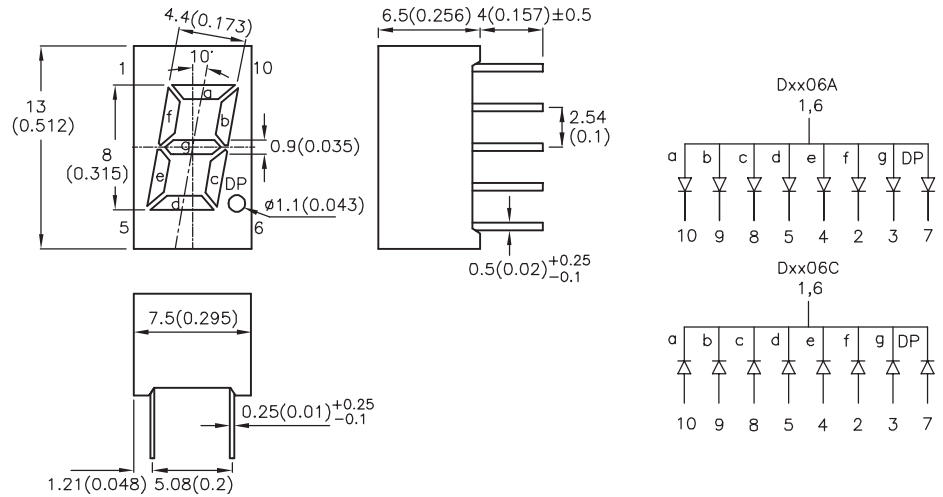 4.4(0.173)
10°
1
10
13
(0.512)
8
(0.315)
a
f
b
g
e
c
d
DP
0.9(0.035)
ø1.1(0.043)
5
6
6.5(0.256) 4(0.157)±0.5
2.54
(0.1)
0.5(0.02)+0.25
-0.1
7.5(0.295)
0.25(0.01)+0.25
-0.1
1.21(0.048) 5.08(0.2)
Dxx06A
1,6
a b c d e f g DP
10 9 8 5 4 2 3 7
Dxx06C
1,6
a b c d e f g DP
10 9 8 5 4 2 3 7